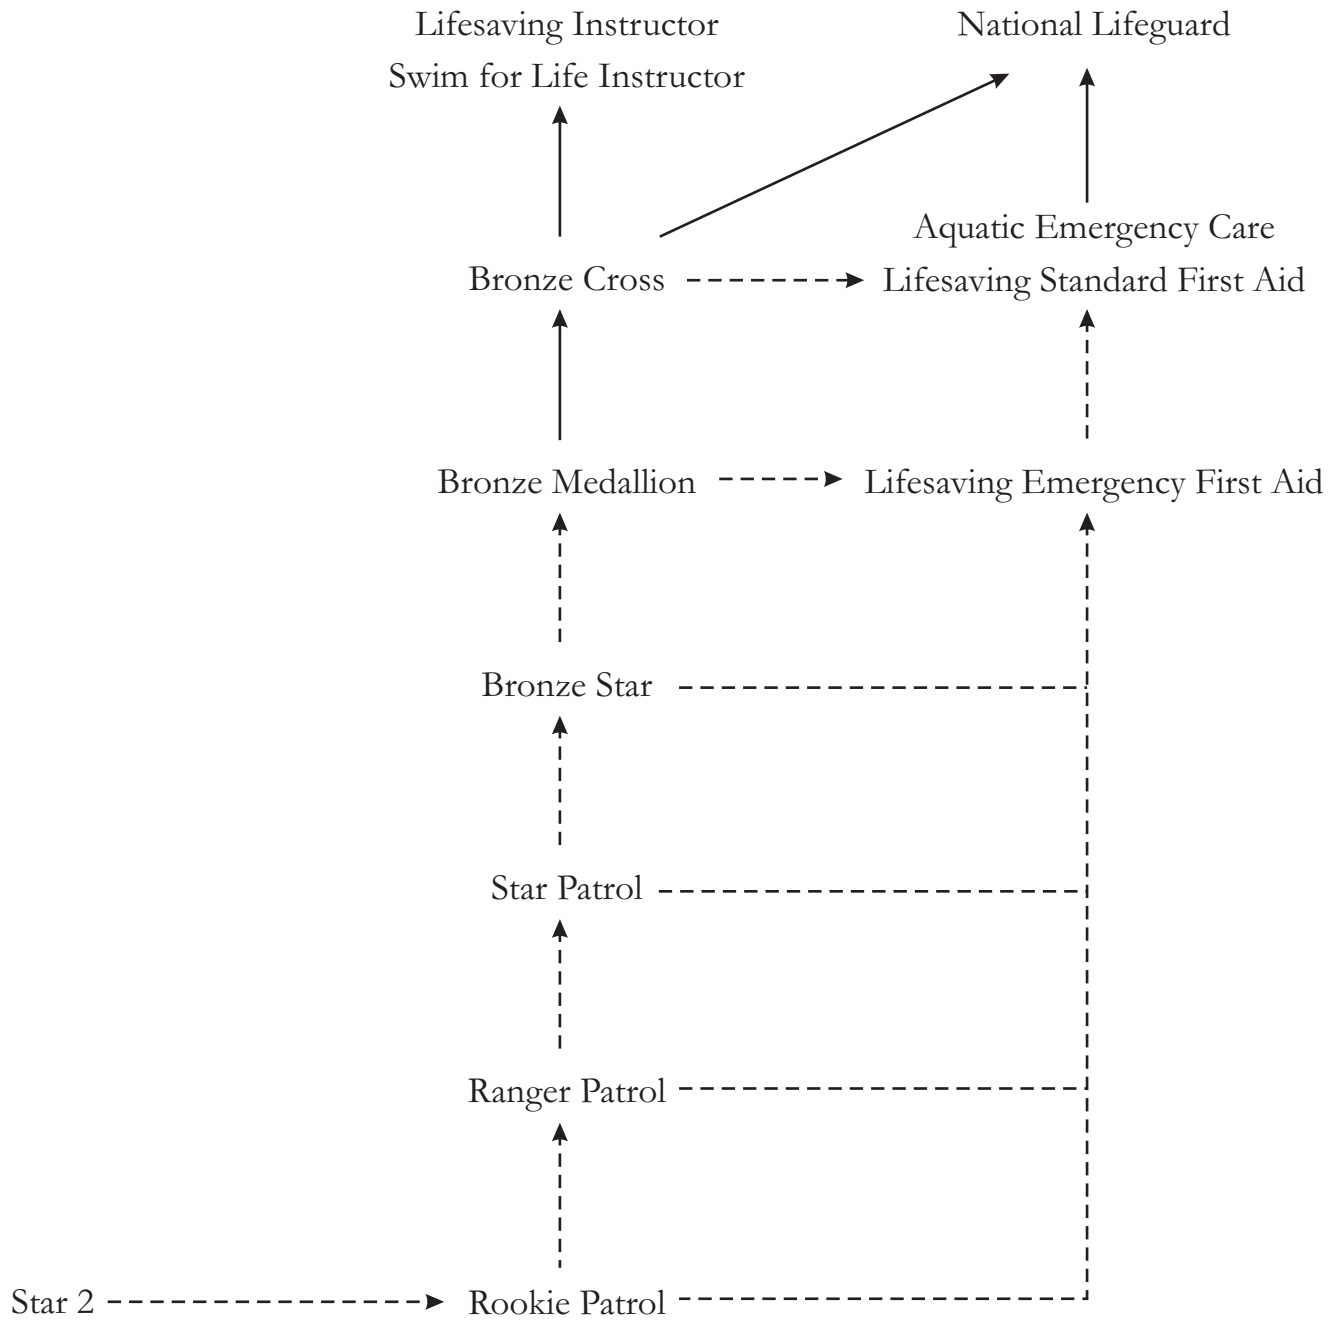 Lifesaving Instructor
Swim for Life Instructor
National Lifeguard
Aquatic Emergency Care
Bronze Cross
Lifesaving Standard First Aid
Bronze Medallion
Lifesaving Emergency First Aid
Bronze Star
Star Patrol
Ranger Patrol
Star 2
Rookie Patrol